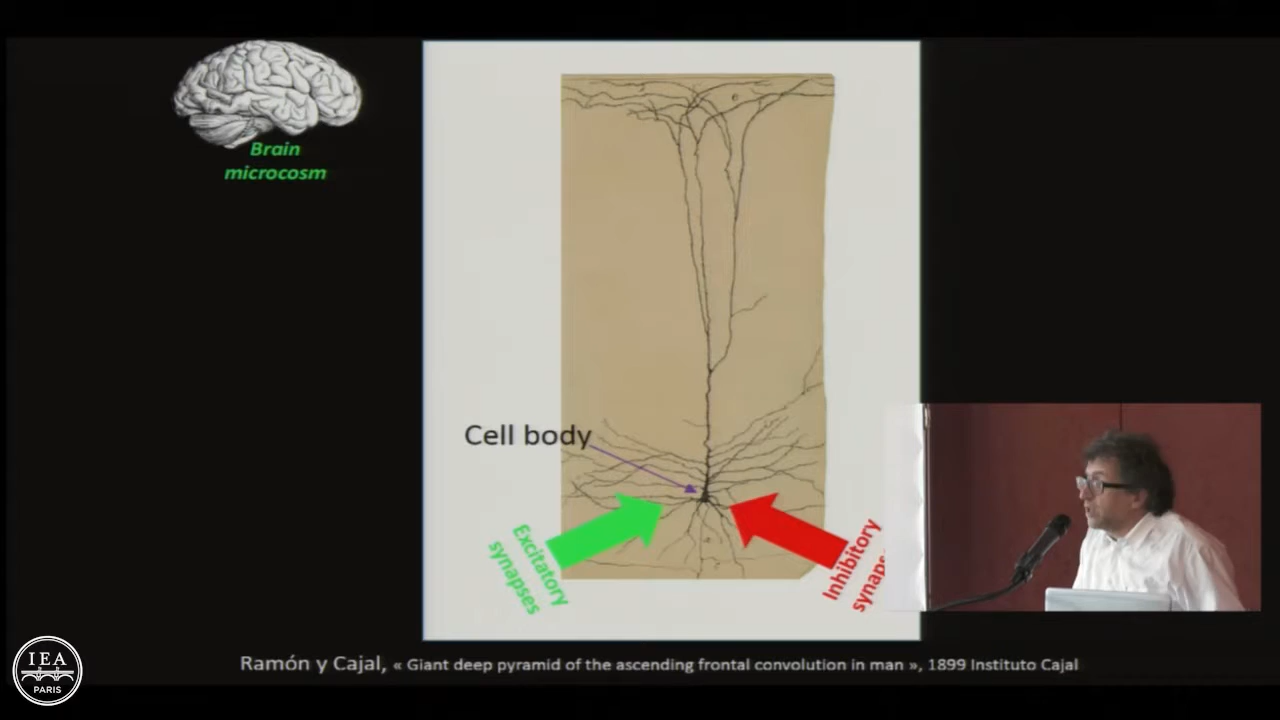 Brain
microcosm
Cell body
Excitatory
synapses
Inhibitory
Ramón y Cajal, « Giant deep pyramid of the ascending frontal convolution in man », 1899 Instituto Cajal
IEA
PARIS